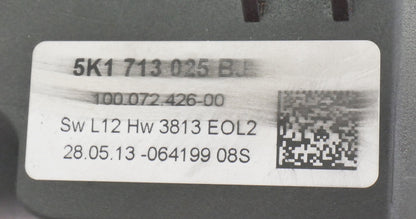 5K1 713 025 BJ
100.072.426-00
Sw L12 Hw 3813 EOL2
28.05.13 -064199 08S